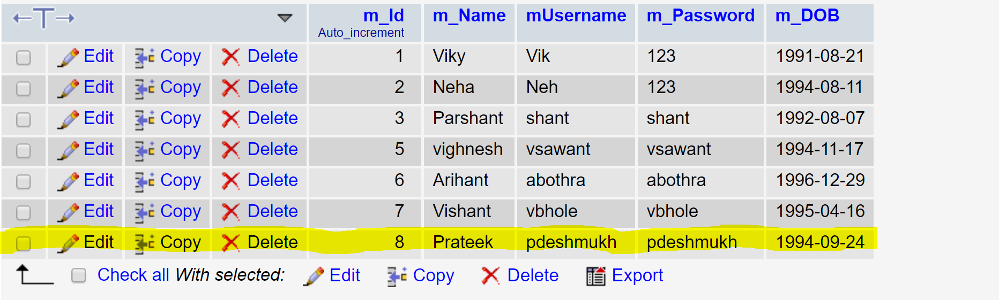 m_Id m_Name mUsername m_Password m_DOB
Auto_increment
Edit Copy Delete 1 Viky Vik 123 1991-08-21
Edit Copy Delete 2 Neha Neh 123 1994-08-11
Edit Copy Delete 3 Parshant shant shant 1992-08-07
Edit Copy Delete 5 vighnesh vsawant vsawant 1994-11-17
Edit Copy Delete 6 Arihant abothra abothra 1996-12-29
Edit Copy Delete 7 Vishant vbhole vbhole 1995-04-16
Edit Copy Delete 8 Prateek pdeshmukh pdeshmukh 1994-09-24
Check all With selected: Edit Copy Delete Export